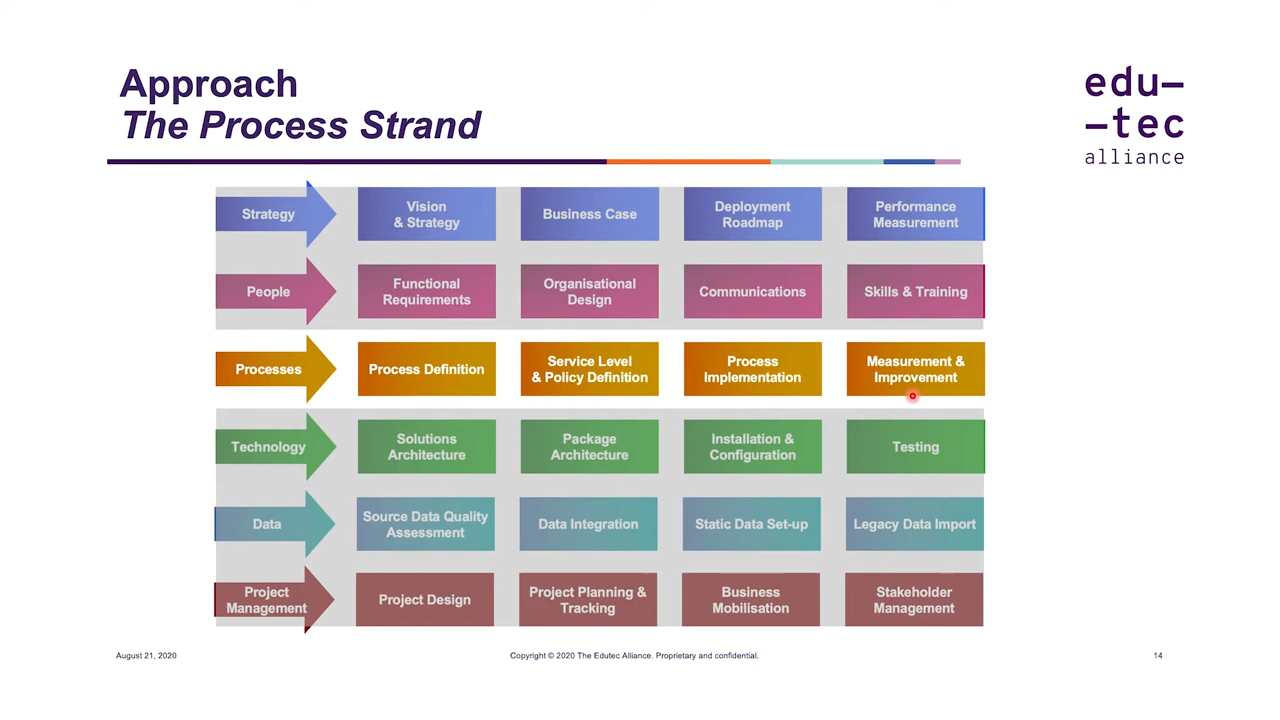 Approach
The Process Strand
edu–
–tec
alliance
Strategy
Vision
& Strategy
Business Case
Deployment
Roadmap
Performance
Measurement
People
Functional
Requirements
Organisational
Design
Communications
Skills & Training
Processes
Process Definition
Service Level
& Policy Definition
Process
Implementation
Measurement &
Improvement
Technology
Solutions
Architecture
Package
Architecture
Installation &
Configuration
Testing
Data
Source Data Quality
Assessment
Data Integration
Static Data Set-up
Legacy Data Import
Project
Management
Project Design
Project Planning &
Tracking
Business
Mobilisation
Stakeholder
Management
August 21, 2020
Copyright © 2020 The Edutec Alliance. Proprietary and confidential.
14